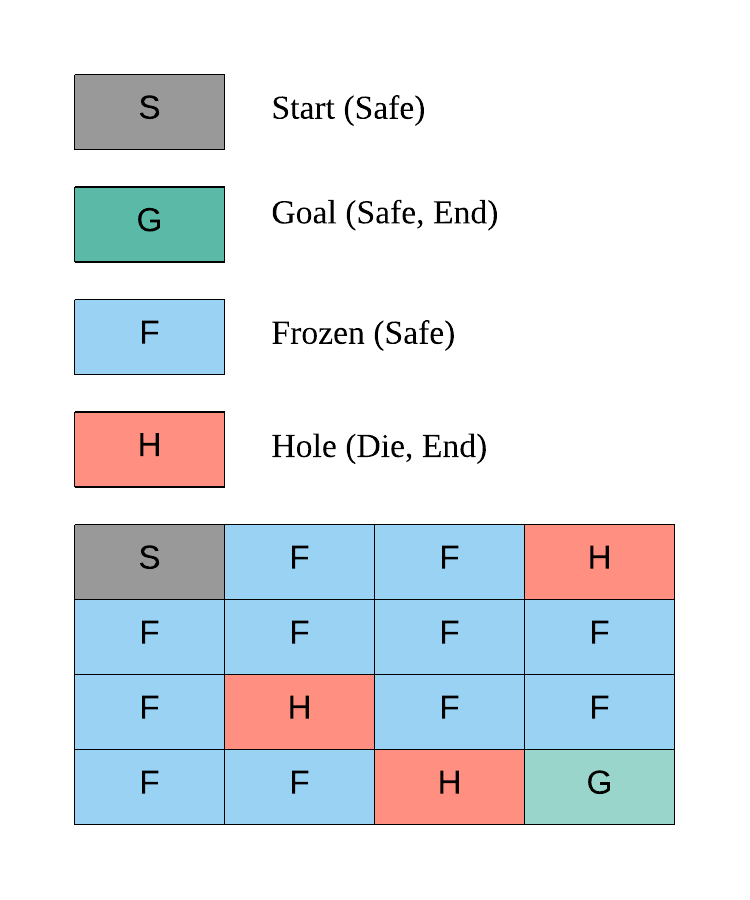 S Start (Safe)
G Goal (Safe, End)
F Frozen (Safe)
H Hole (Die, End)
S F F H
F F F F
F H F F
F F H G